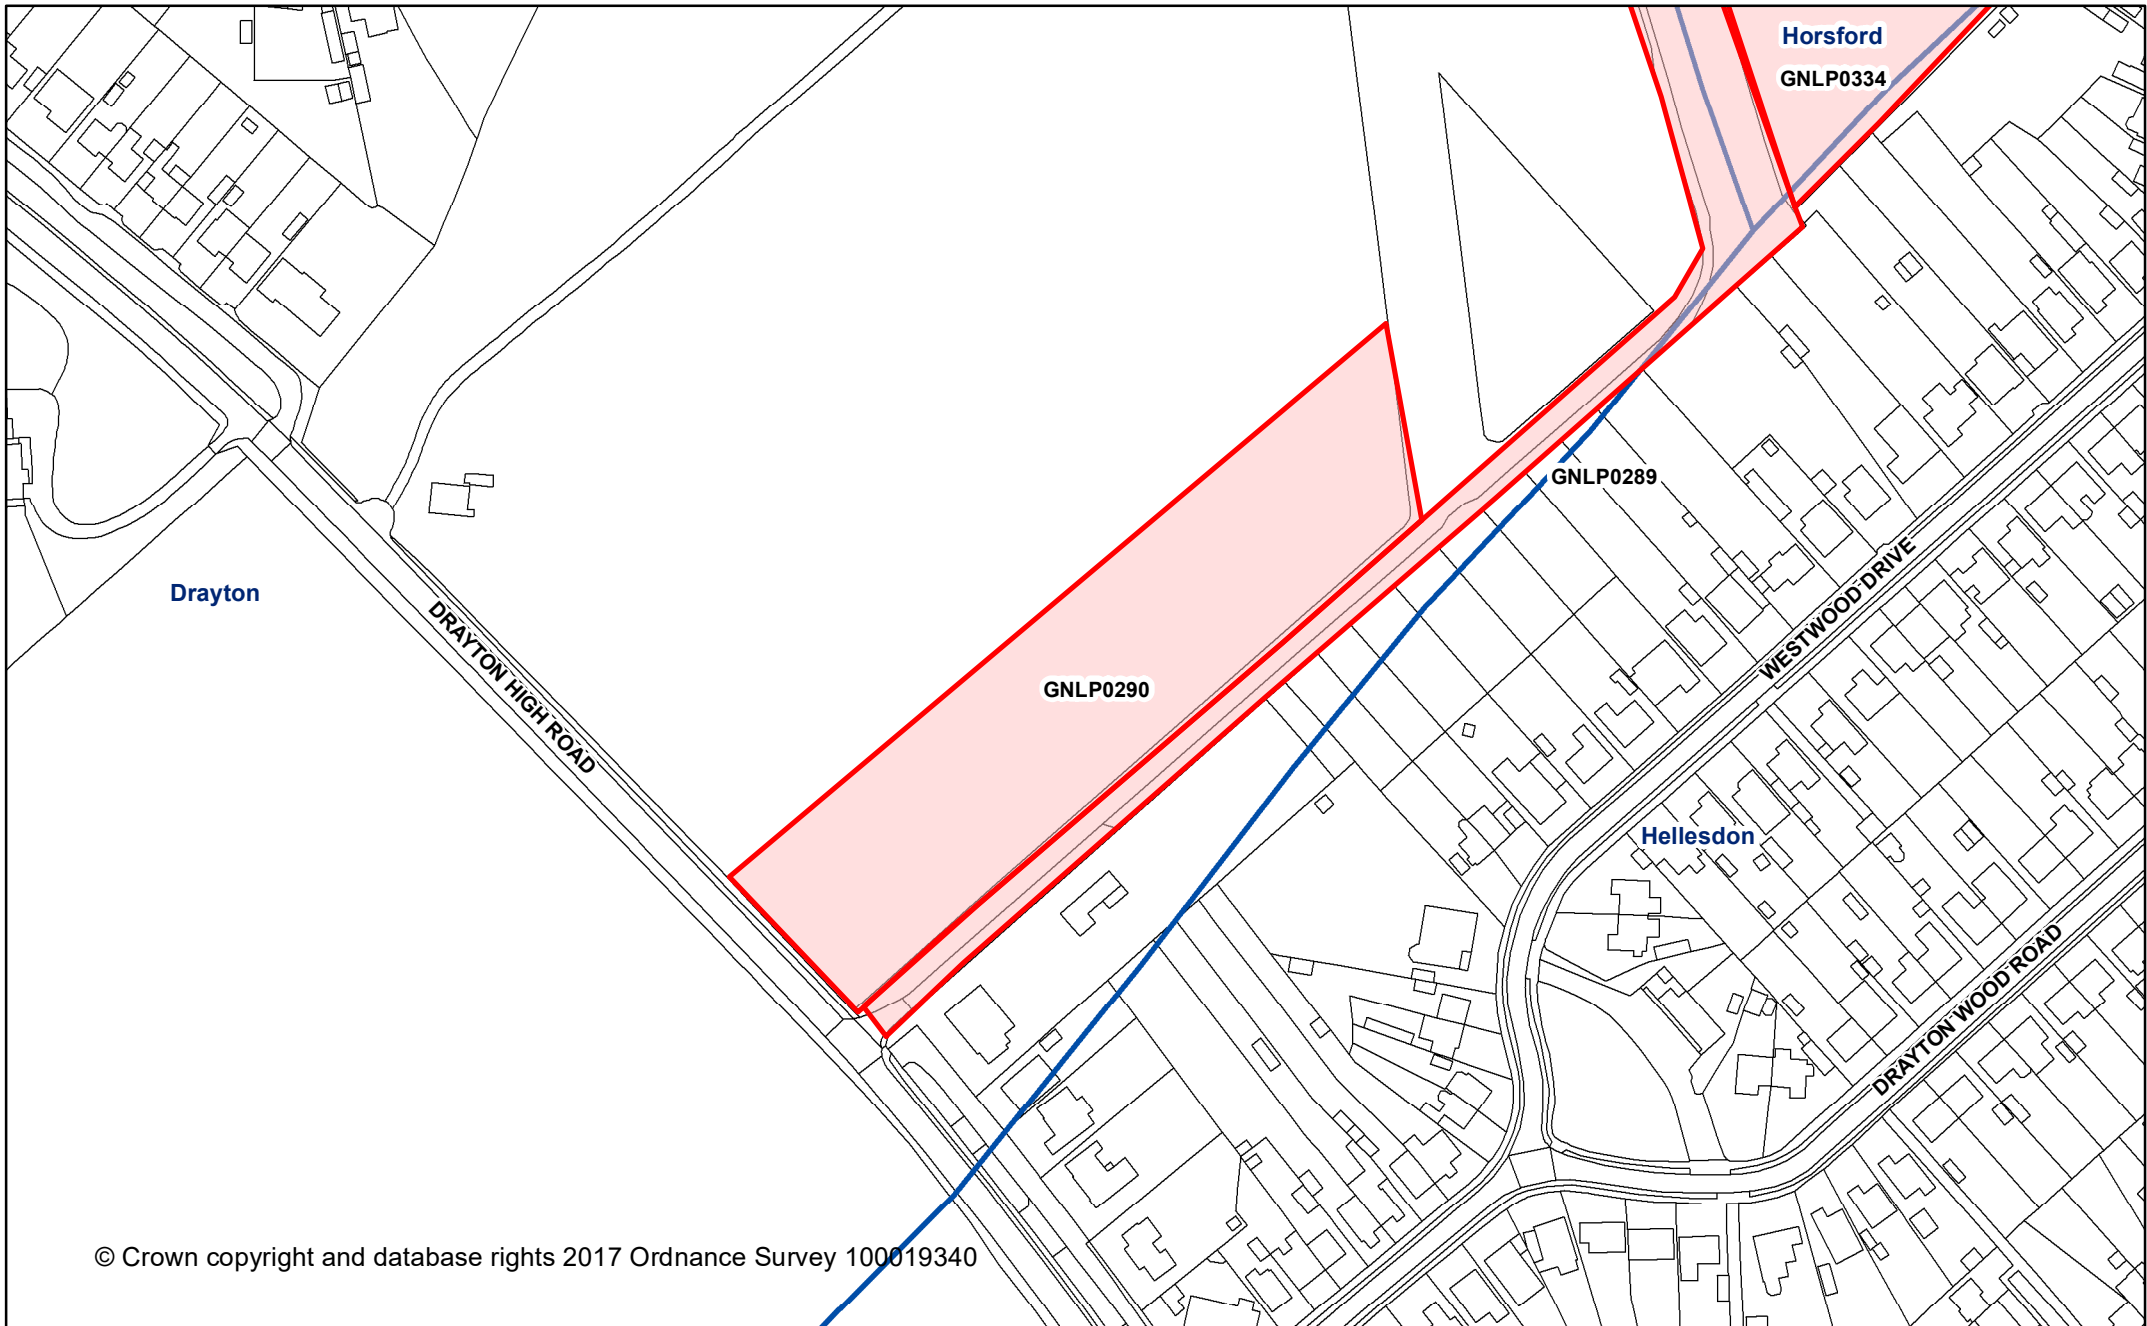 Horsford
GNLP0334
GNLP0289
WESTWOOD DRIVE
Drayton
DRAYTON HIGH ROAD
GNLP0290
Hellesdon
DRAYTON WOOD ROAD
© Crown copyright and database rights 2017 Ordnance Survey 100019340